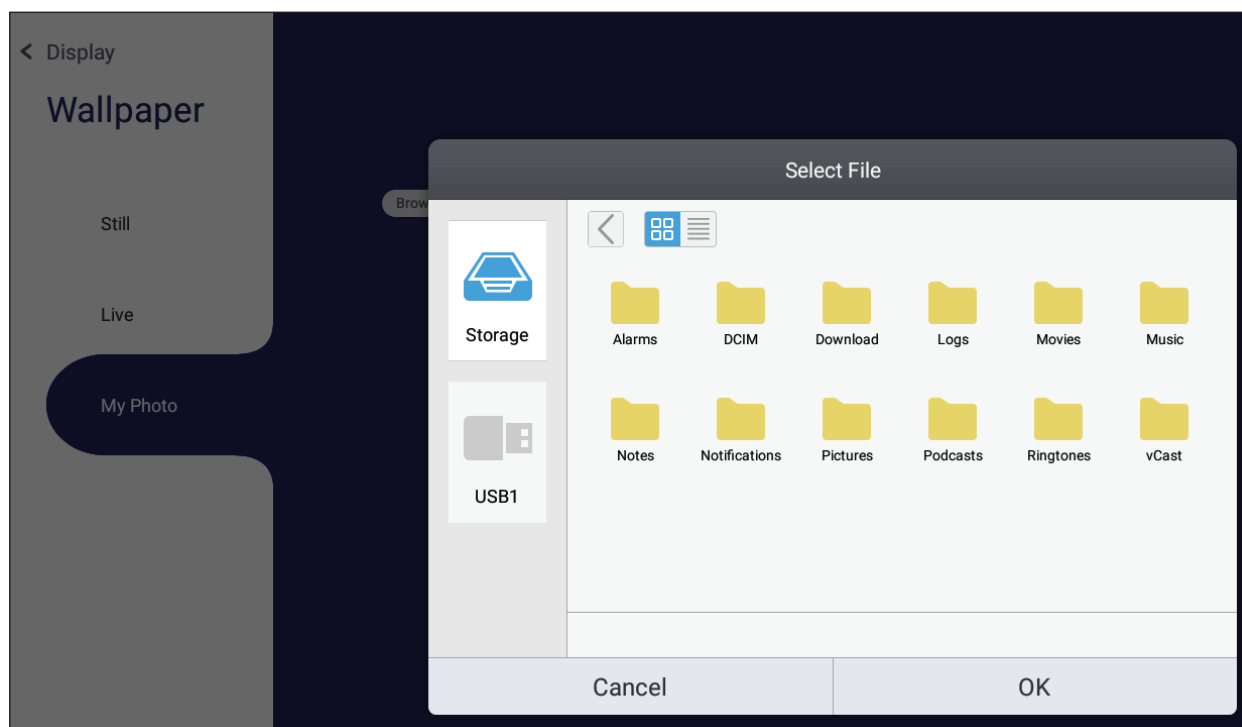 Display
Wallpaper
Still
Live
My Photo
Brow
Select File
Storage
USB1
Alarms DCIM Download Logs Movies Music
Notes Notifications Pictures Podcasts Ringtones vCast
Cancel OK